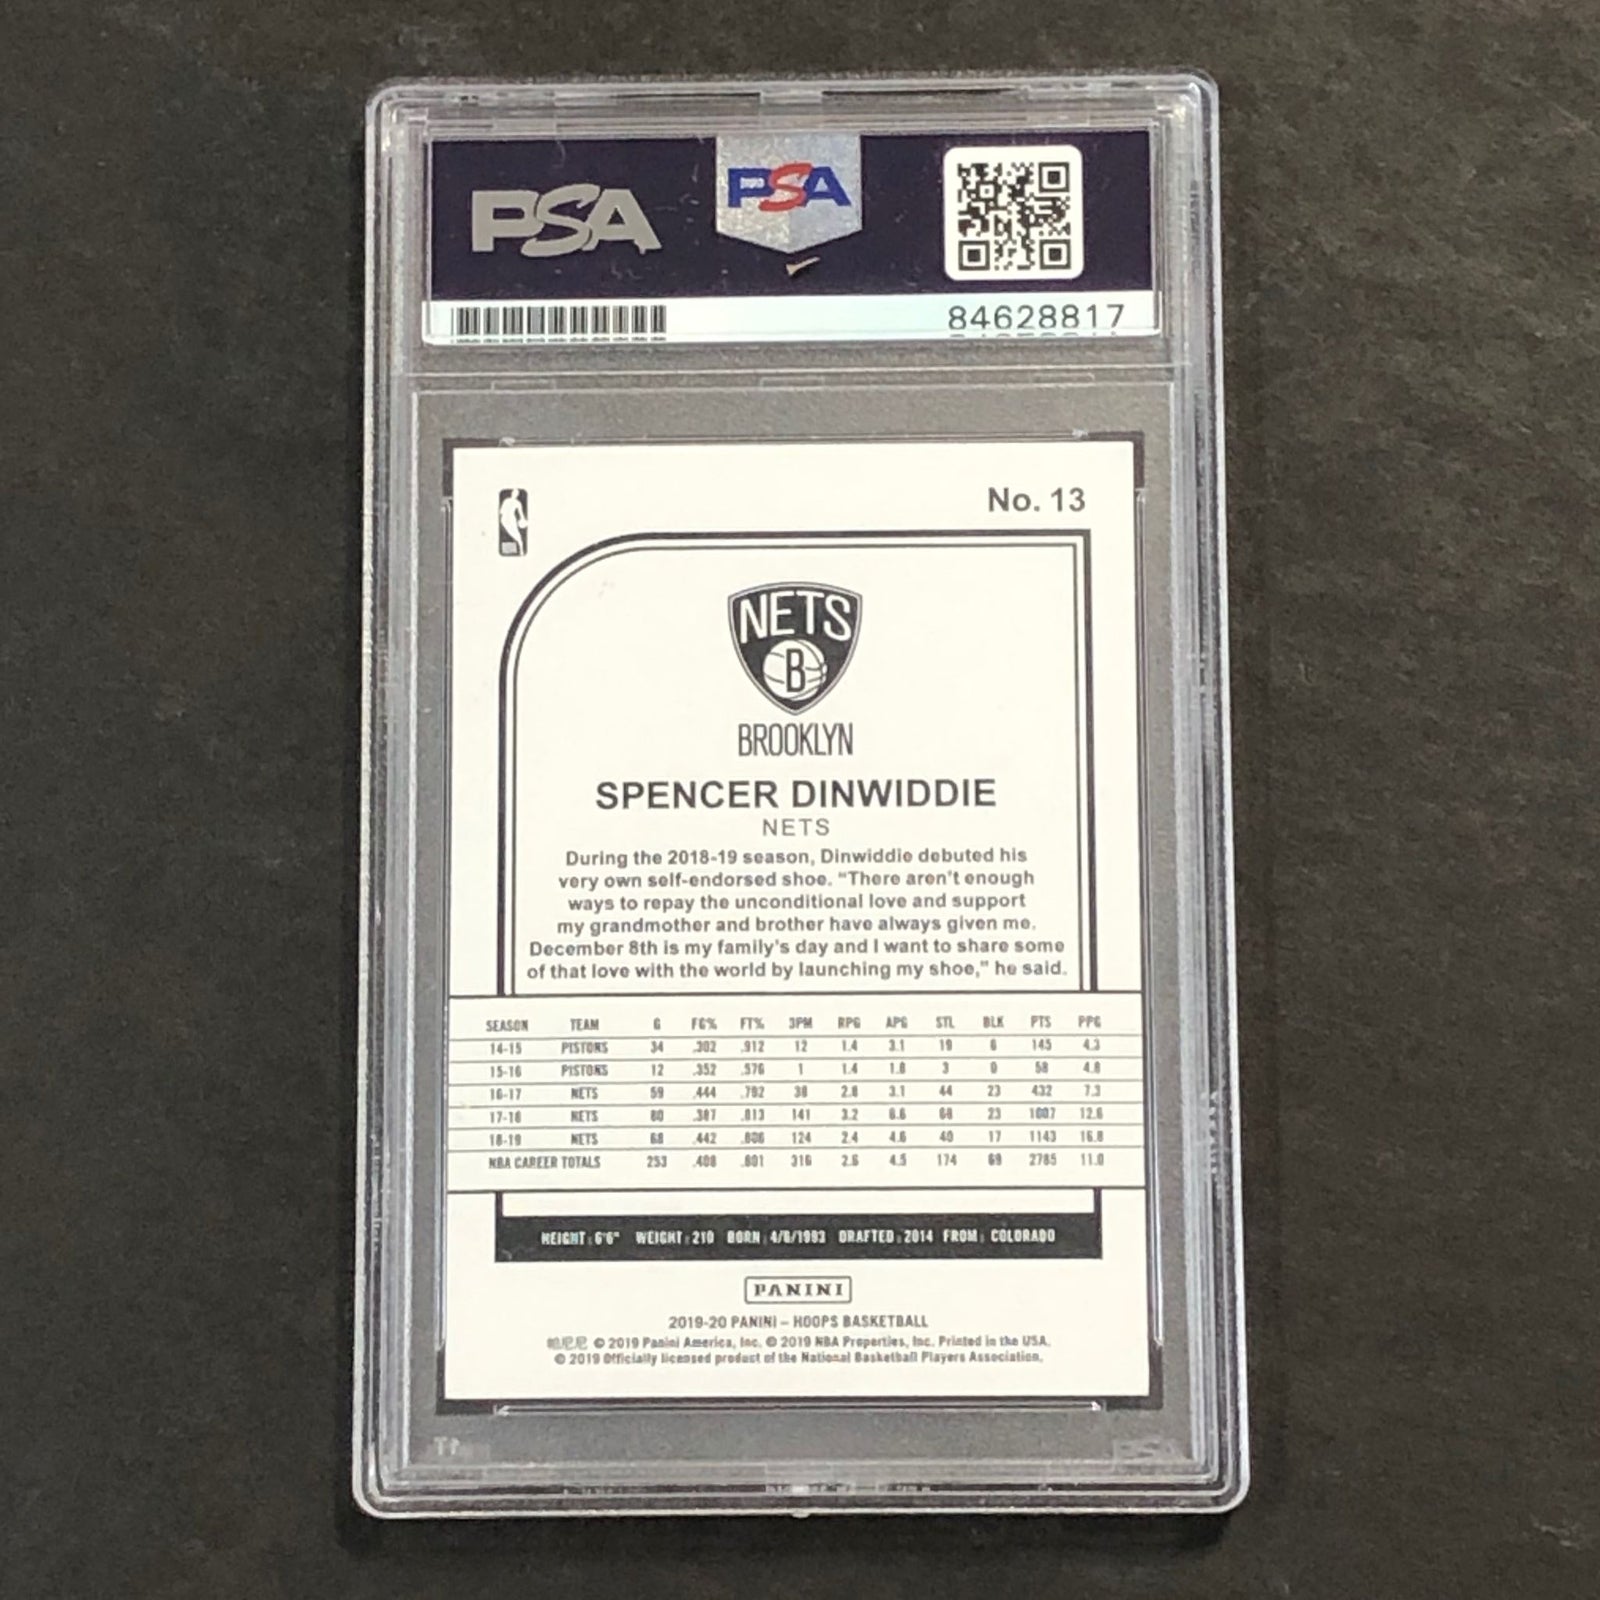 PSA
PSA
84628817
No. 13
NETS
B
BROOKLYN
SPENCER DINWIDDIE
NETS
During the 2018-19 season, Dinwiddie debuted his
very own self-endorsed shoe. "There aren't enough
ways to repay the unconditional love and support
my grandmother and brother have always given me.
December 8th is my family's day and I want to share some
of that love with the world by launching my shoe," he said.
SEASON TEAM G FG% FT% 3PM RPG APG STL BLK PTS PPG
14-15 PISTONS 34 .302 .912 12 1.4 3.1 19 6 145 4.3
15-16 PISTONS 12 .352 .576 1 1.4 1.8 3 0 58 4.8
16-17 NETS 59 .444 .792 38 2.8 3.1 44 23 432 7.3
17-18 NETS 80 .387 .813 141 3.2 6.6 68 23 1007 12.6
18-19 NETS 68 .442 .806 124 2.4 4.6 40 17 1143 16.8
NBA CAREER TOTALS 253 .408 .801 316 2.6 4.5 174 69 2785 11.0
HEIGHT: 6'6" WEIGHT: 210 BORN: 4/6/1993 DRAFTED: 2014 FROM: COLORADO
PANINI
2019-20 PANINI – HOOPS BASKETBALL
帕尼尼 © 2019 Panini America, Inc. © 2019 NBA Properties, Inc. Printed in the USA.
© 2019 Officially licensed product of the National Basketball Players Association.